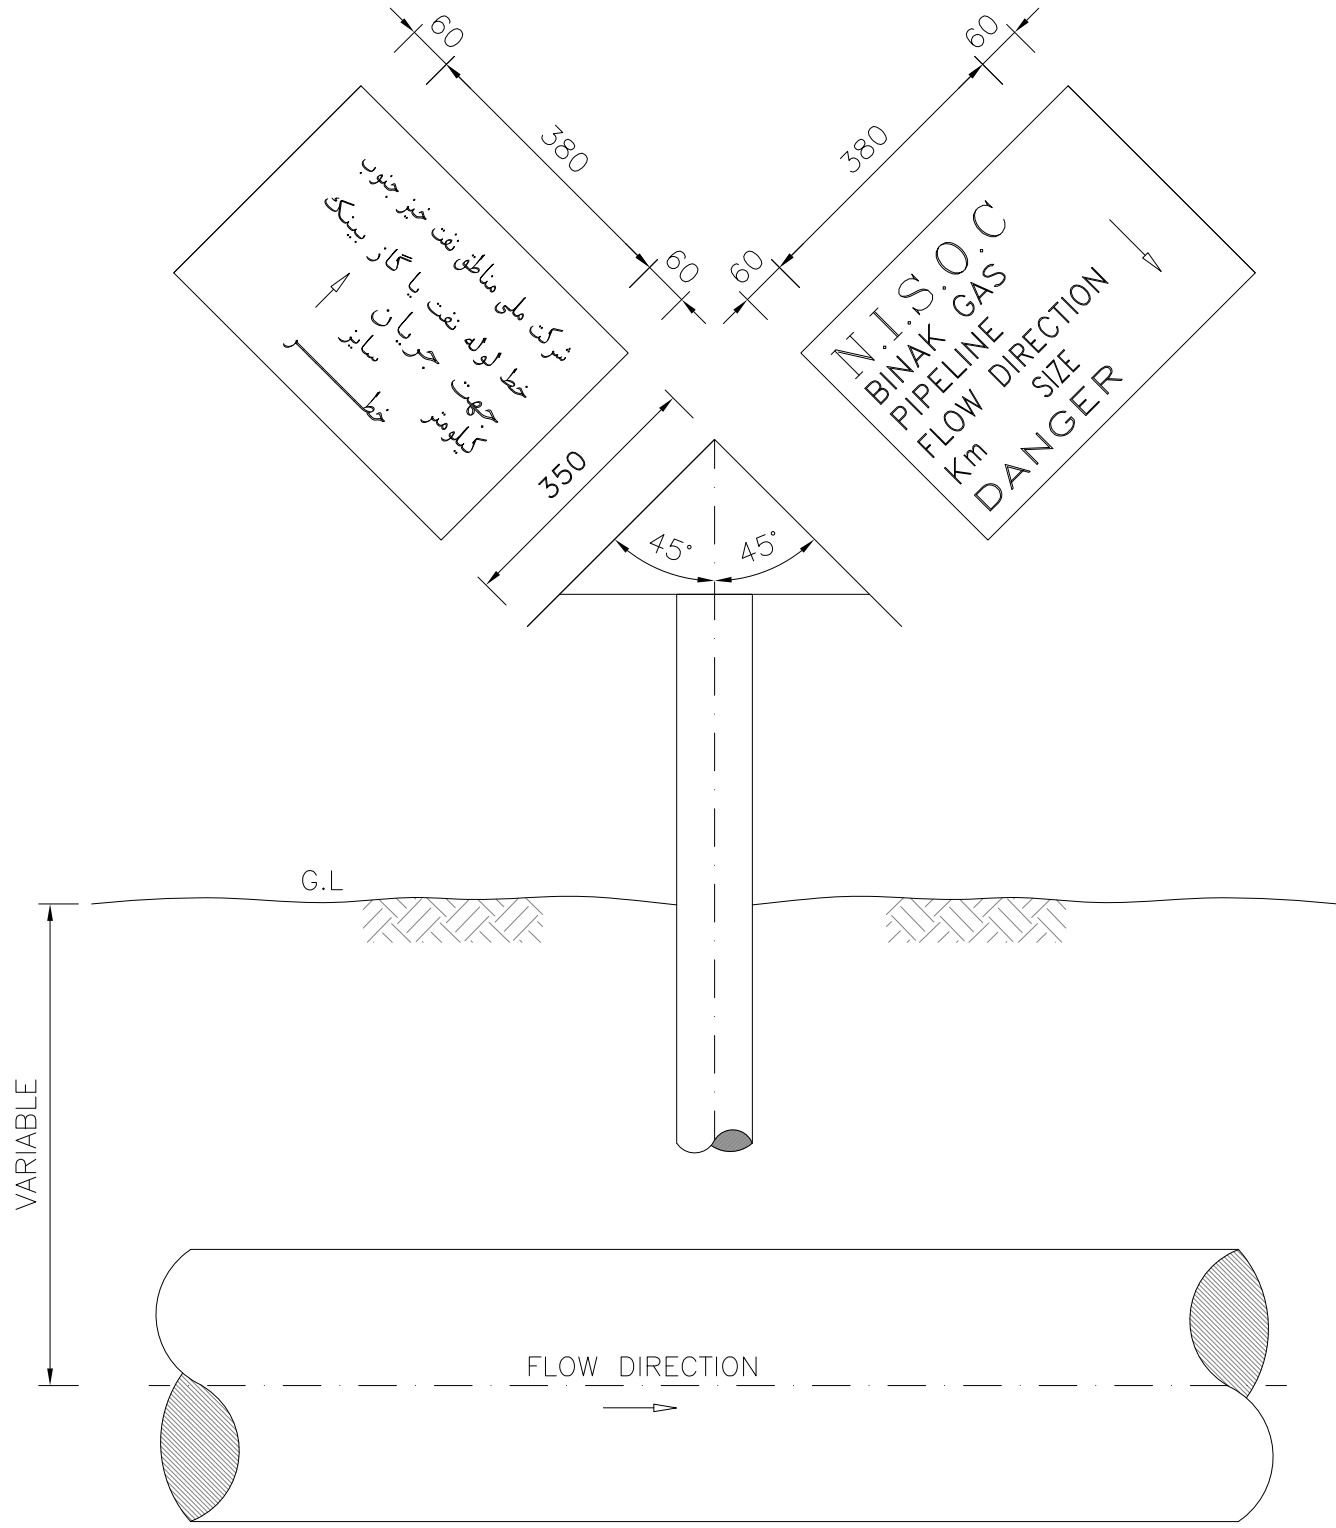 60
380
60
شرکت ملی مناطق نفت خیز جنوب
خط لوله نفت یا گاز بینک
جهت جریان
کیلومتر سایز
خطر
350
60
380
60
N.I.S.O.C
BINAK GAS
PIPELINE
FLOW DIRECTION
Km SIZE
DANGER
45° 45°
G.L
VARIABLE
FLOW DIRECTION